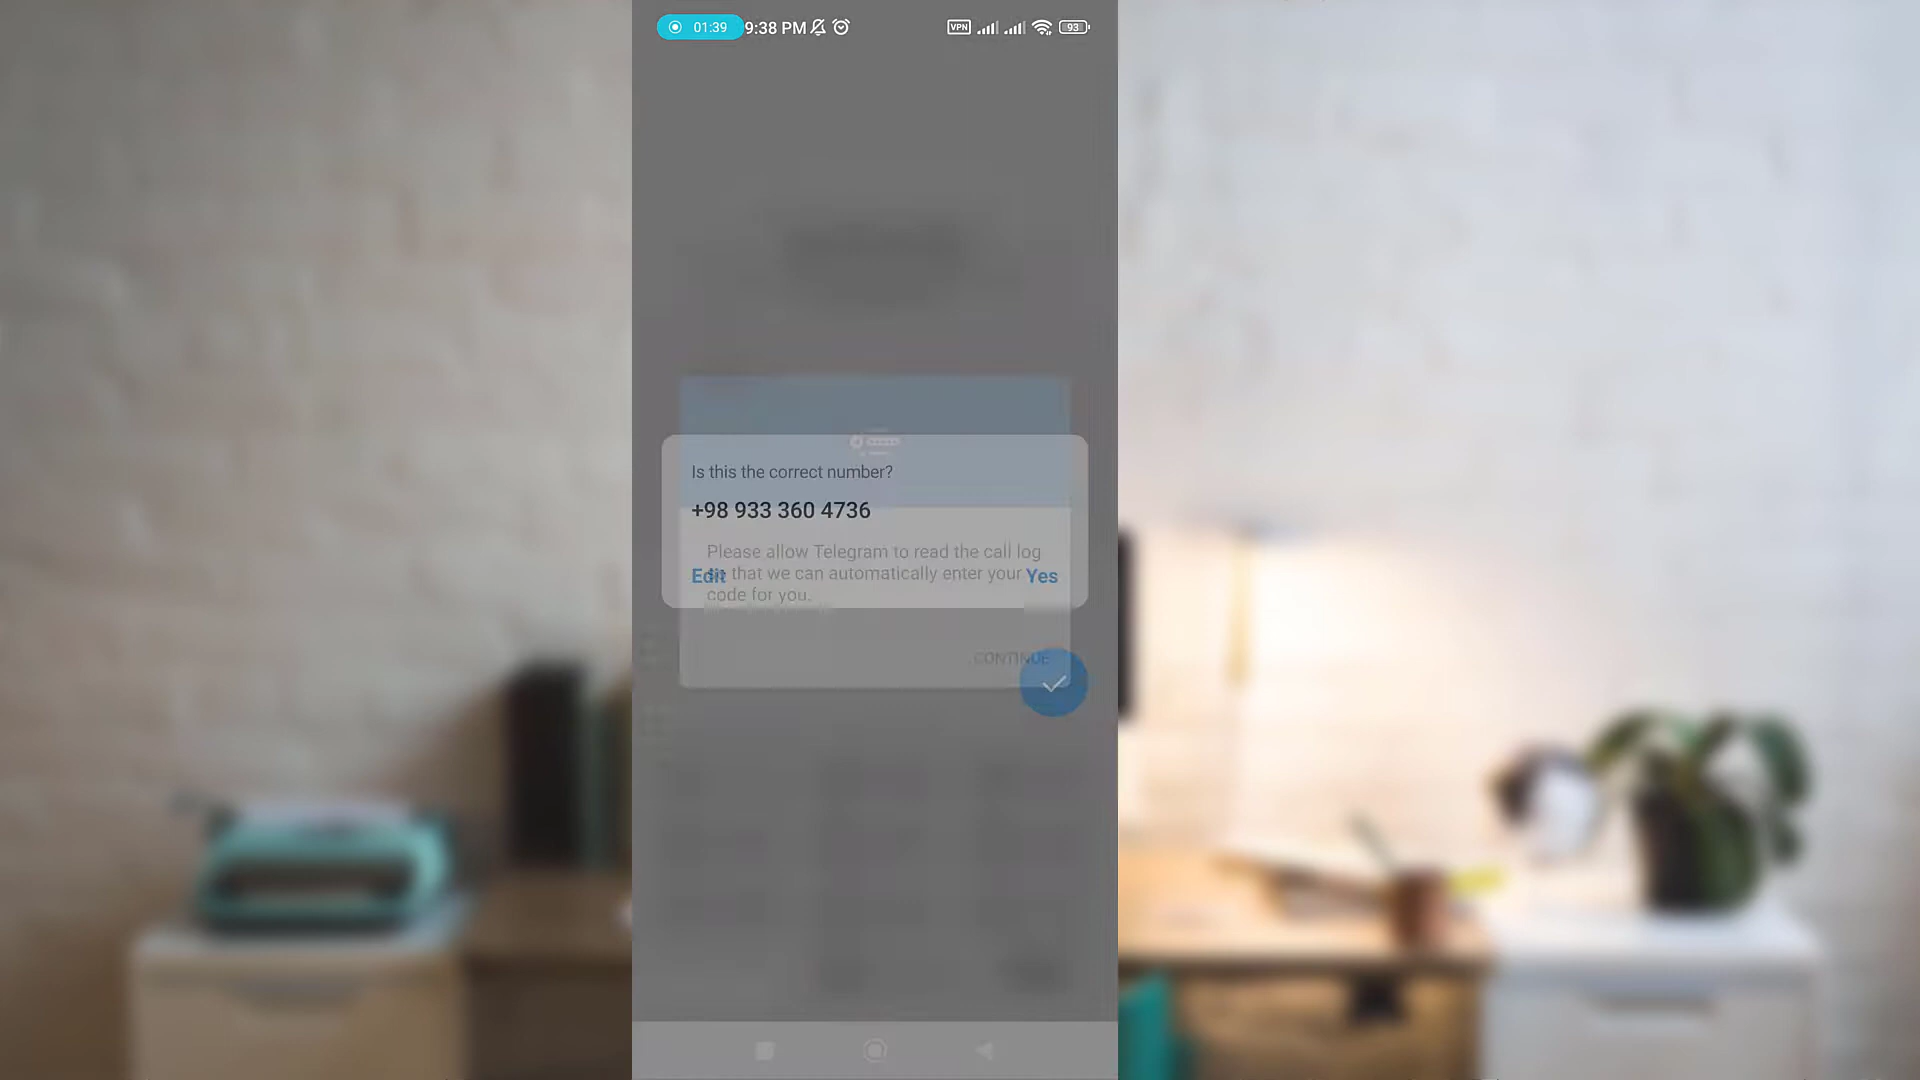 01:39 9:38 PM VPN 93
Is this the correct number?
+98 933 360 4736
Please allow Telegram to read the call log
that we can automatically enter your
code for you.
Edit Yes
CONTINUE